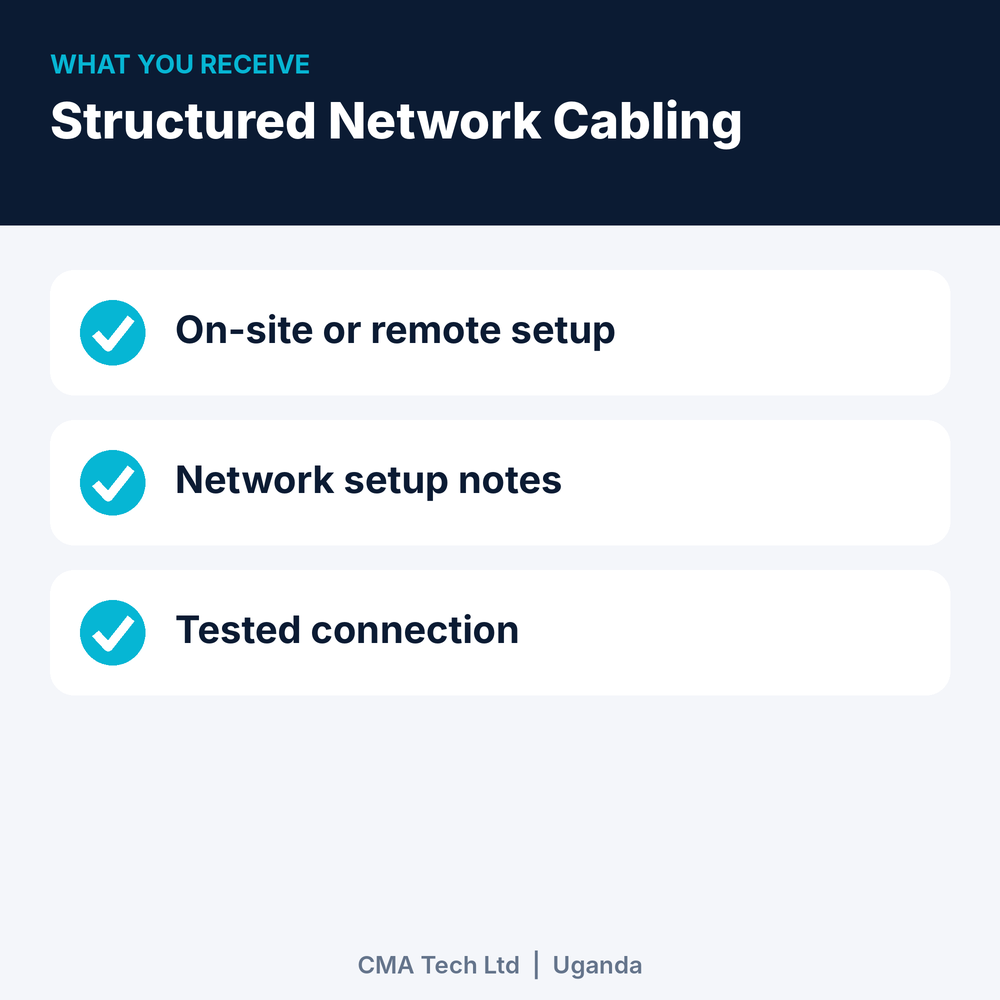 WHAT YOU RECEIVE
Structured Network Cabling
On-site or remote setup
Network setup notes
Tested connection
CMA Tech Ltd | Uganda